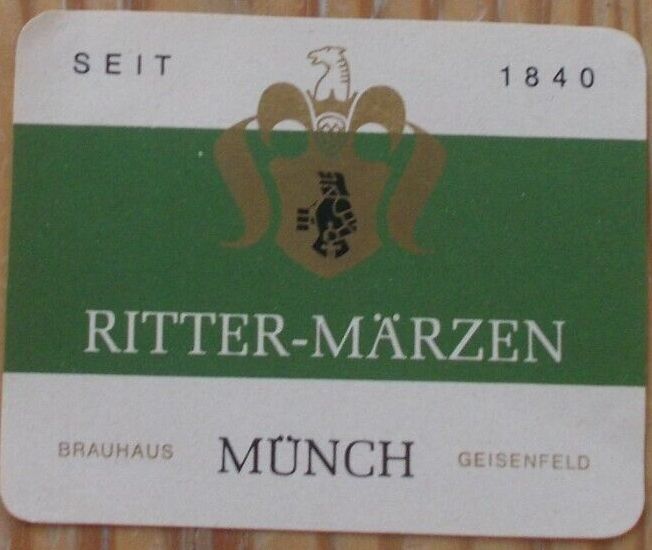 SEIT 1840
RITTER-MÄRZEN
BRAUHAUS MÜNCH GEISENFELD